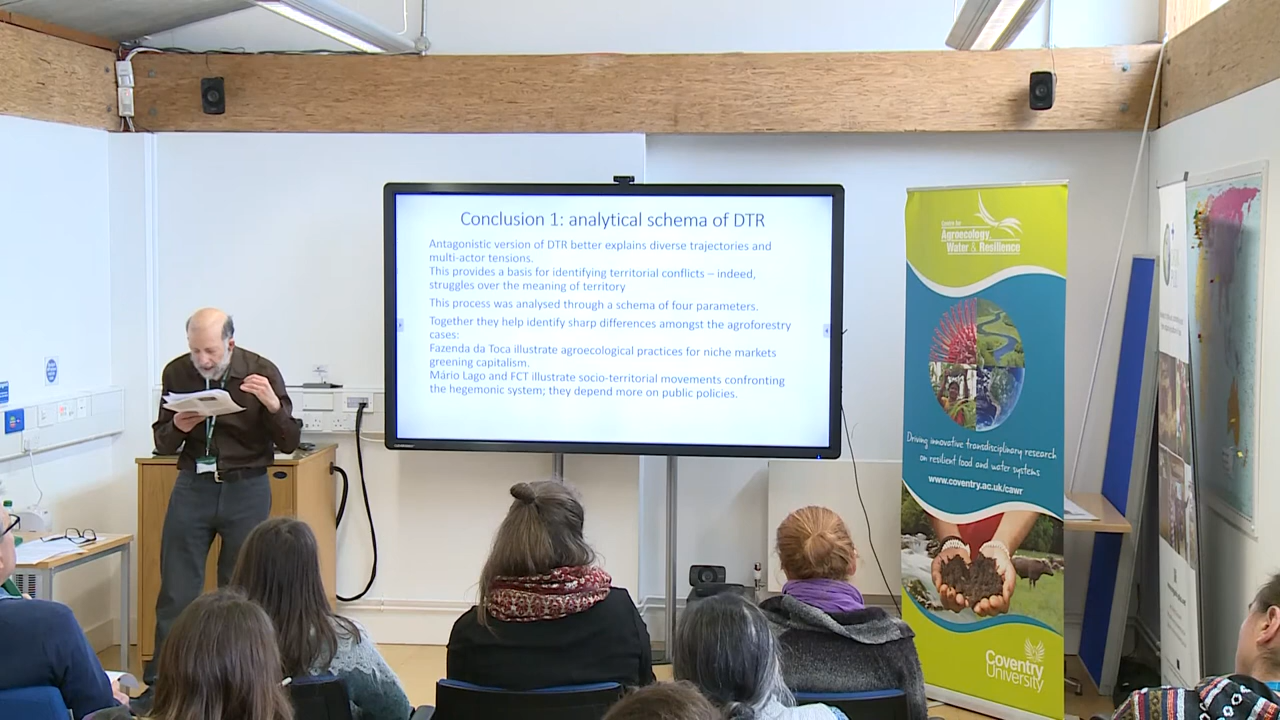 Conclusion 1: analytical schema of DTR
Antagonistic version of DTR better explains diverse trajectories and
multi-actor tensions.
This provides a basis for identifying territorial conflicts – indeed,
struggles over the meaning of territory
This process was analysed through a schema of four parameters.
Together they help identify sharp differences amongst the agroforestry
cases:
Fazenda da Toca illustrate agroecological practices for niche markets
greening capitalism.
Mário Lago and FCT illustrate socio-territorial movements confronting
the hegemonic system; they depend more on public policies.
Centre for
Agroecology,
Water & Resilience
Driving innovative transdisciplinary research
on resilient food and water systems
www.coventry.ac.uk/cawr
Coventry
University